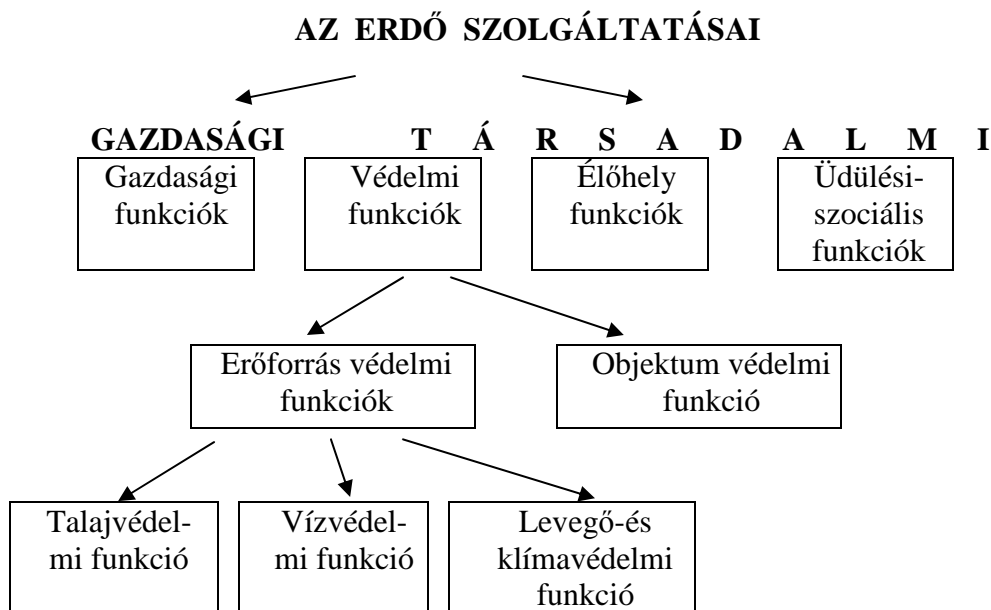 AZ ERDŐ SZOLGÁLTATÁSAI
GAZDASÁGI T Á R S A D A L M I
Gazdasági
funkciók
Védelmi
funkciók
Élőhely
funkciók
Üdülési-
szociális
funkciók
Erőforrás védelmi
funkciók
Objektum védelmi
funkció
Talajvédel-
mi funkció
Vízvédel-
mi funkció
Levegő-és
klímavédelmi
funkció